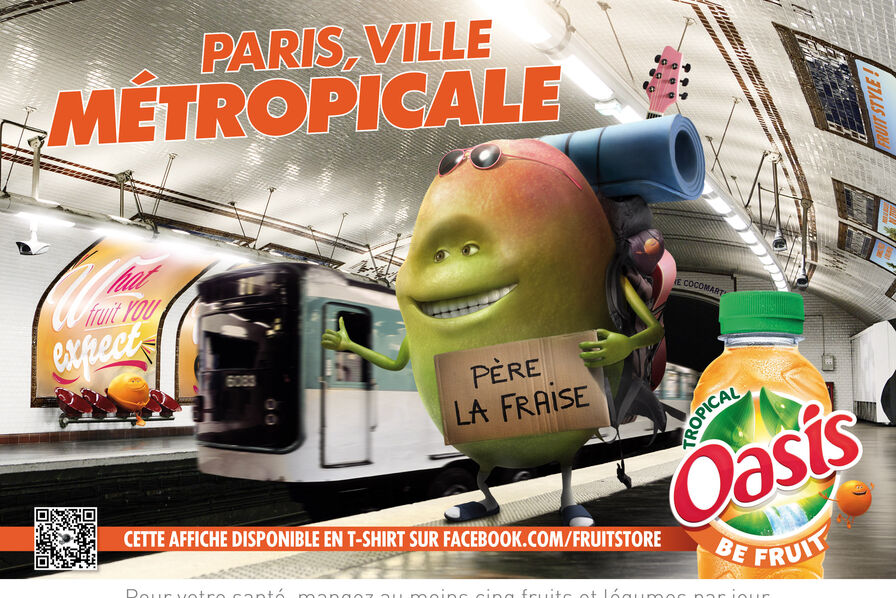 PARIS, VILLE
MÉTROPICALE
FRUIT STYLE !
What
fruit YOU
expect
6083
RE COCOMART
PÈRE
LA FRAISE
TROPICAL
Oasis
BE FRUIT
CETTE AFFICHE DISPONIBLE EN T-SHIRT SUR FACEBOOK.COM/FRUITSTORE
Pour votre santé, mangez au moins cinq fruits et légumes par jour